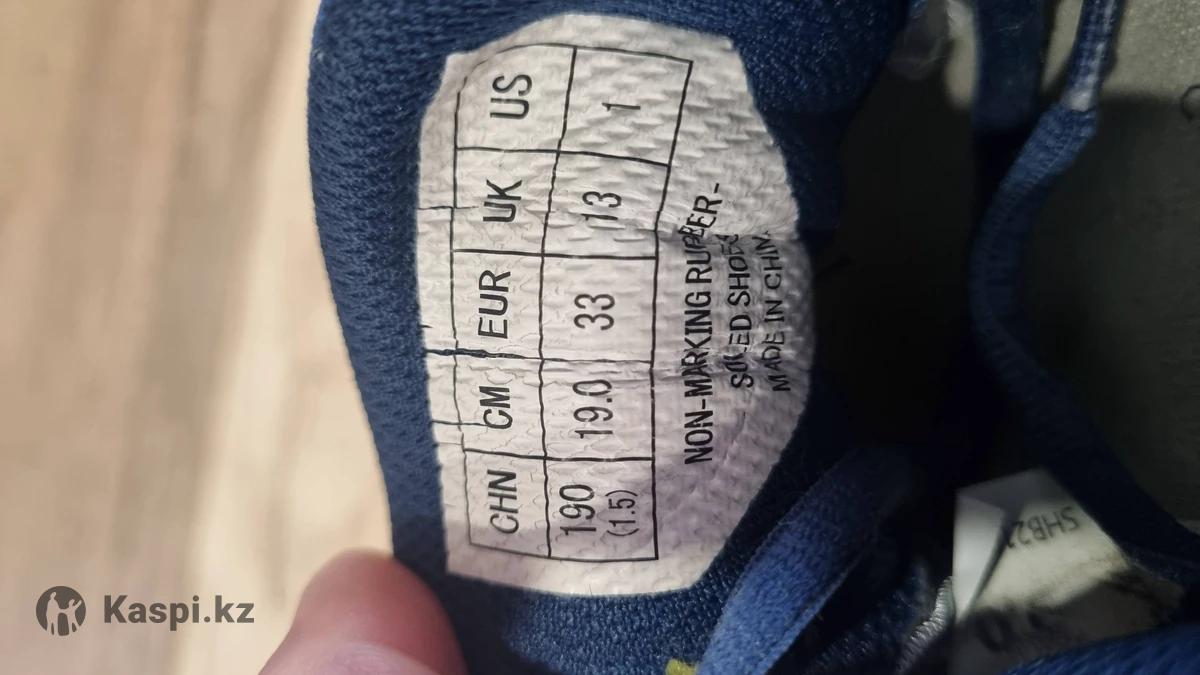 CHN CM EUR UK US
190 19.0 33 13 1
(1.5)
NON-MARKING RUBBER-
SOLED SHOES
MADE IN CHINA
SHB2
Kaspi.kz